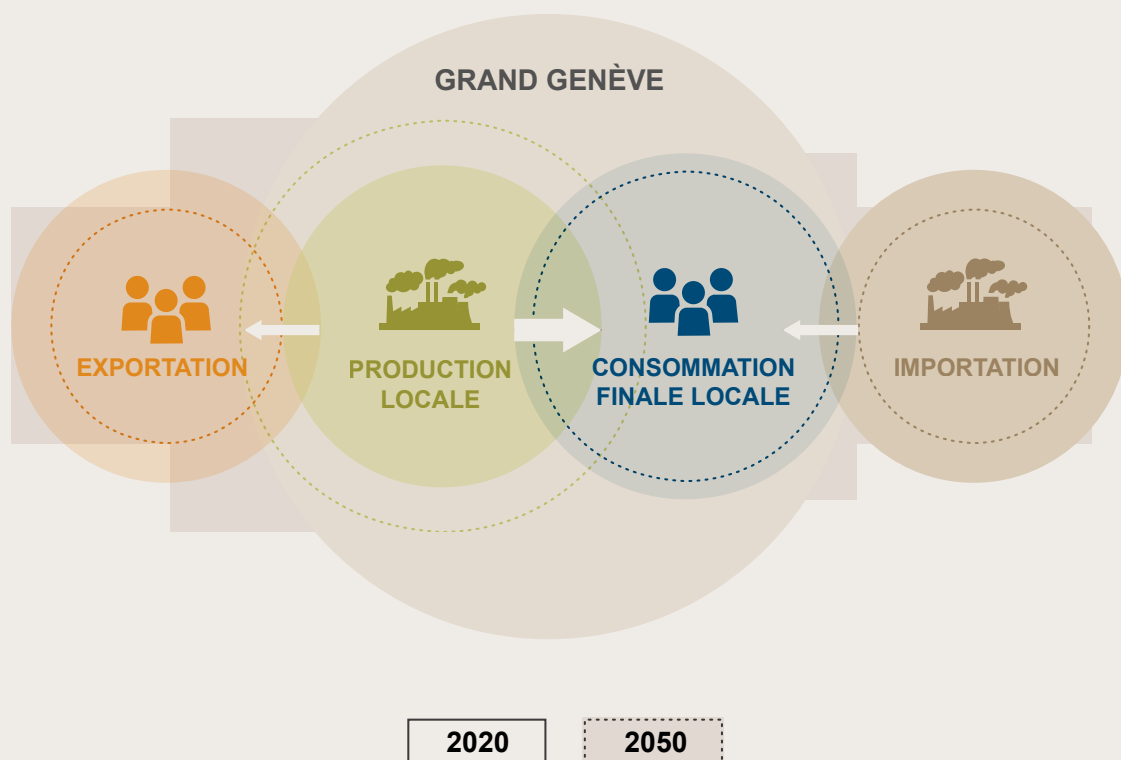 GRAND GENÈVE
EXPORTATION
PRODUCTION
LOCALE
CONSOMMATION
FINALE LOCALE
IMPORTATION
2020
2050